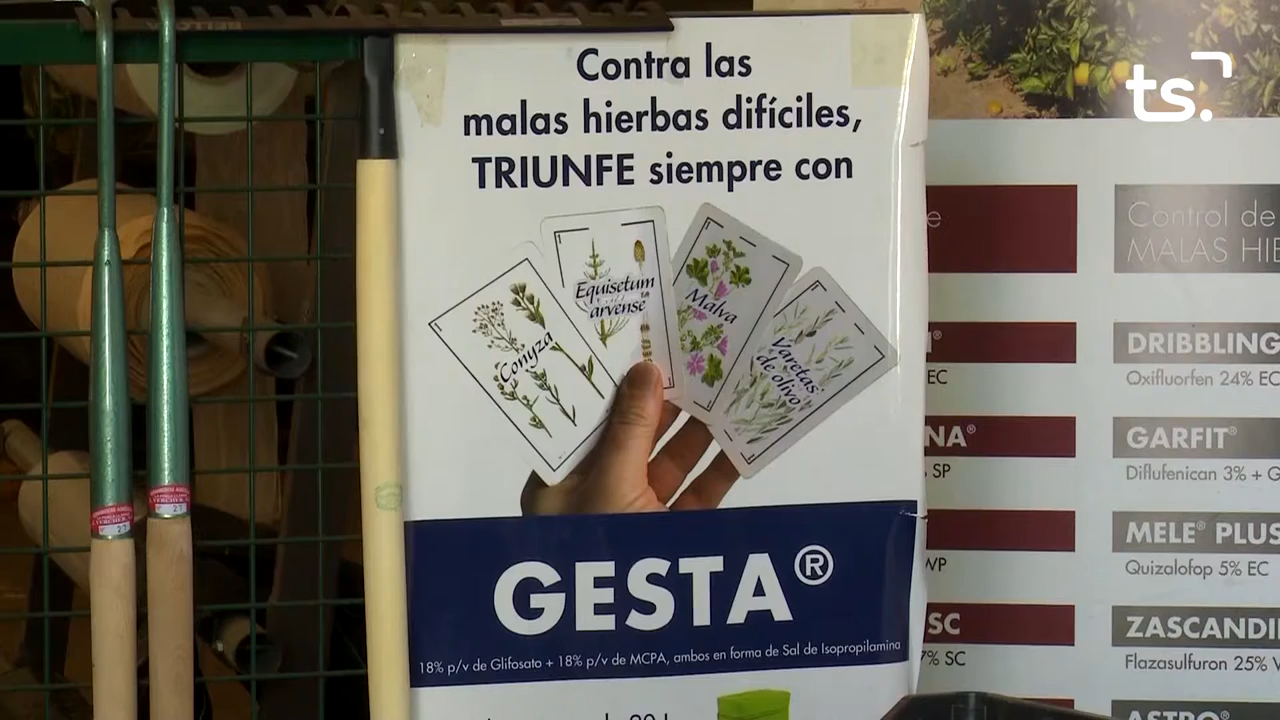 Contra las
malas hierbas difíciles,
TRIUNFE siempre con
Conyza
Equisetum
arvense
Malva
Varetas
de olivo
GESTA®
18% p/v de Glifosato + 18% p/v de MCPA, ambos en forma de Sal de Isopropilamina
ts.
e
EC
NA®
SP
WP
SC
7% SC
Control de
MALAS HIE
DRIBBLING
Oxifluorfen 24% EC
GARFIT®
Diflufenican 3% + G
MELE® PLUS
Quizalofop 5% EC
ZASCANDI
Flazasulfuron 25% W
ASTRO®